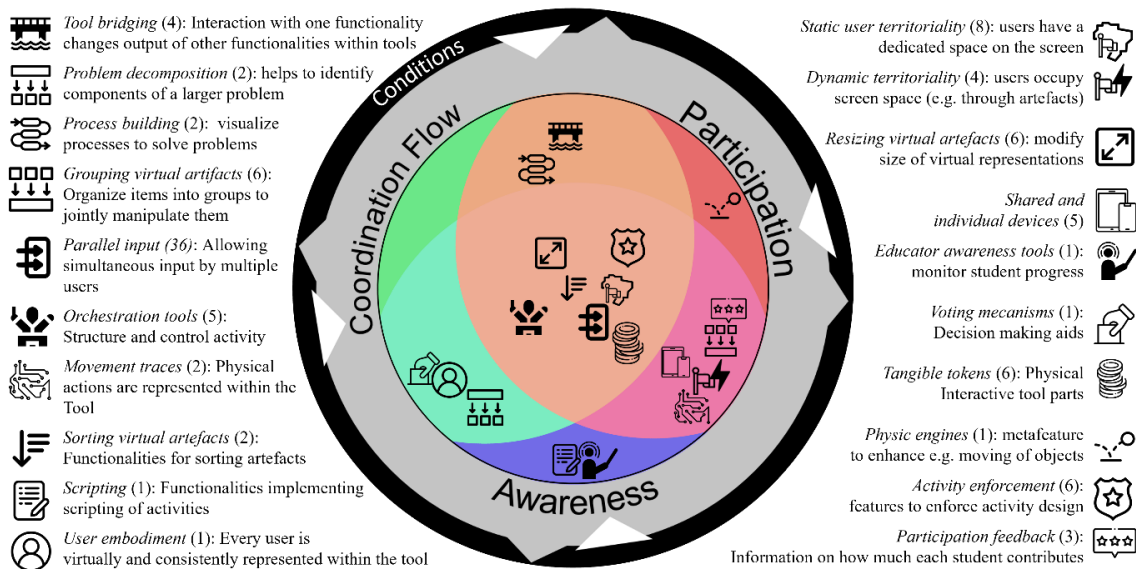 Tool bridging (4): Interaction with one functionality
changes output of other functionalities within tools
Problem decomposition (2): helps to identify
components of a larger problem
Process building (2): visualize
processes to solve problems
Grouping virtual artifacts (6):
Organize items into groups to
jointly manipulate them
Parallel input (36): Allowing
simultaneous input by multiple
users
Orchestration tools (5):
Structure and control activity
Movement traces (2): Physical
actions are represented within the
Tool
Sorting virtual artefacts (2):
Functionalities for sorting artefacts
Scripting (1): Functionalities implementing
scripting of activities
User embodiment (1): Every user is
virtually and consistently represented within the tool
Conditions
Coordination Flow
Participation
Awareness
Static user territoriality (8): users have a
dedicated space on the screen
Dynamic territoriality (4): users occupy
screen space (e.g. through artefacts)
Resizing virtual artefacts (6): modify
size of virtual representations
Shared and
individual devices (5)
Educator awareness tools (1):
monitor student progress
Voting mechanisms (1):
Decision making aids
Tangible tokens (6): Physical
Interactive tool parts
Physic engines (1): metafeature
to enhance e.g. moving of objects
Activity enforcement (6):
features to enforce activity design
Participation feedback (3):
Information on how much each student contributes